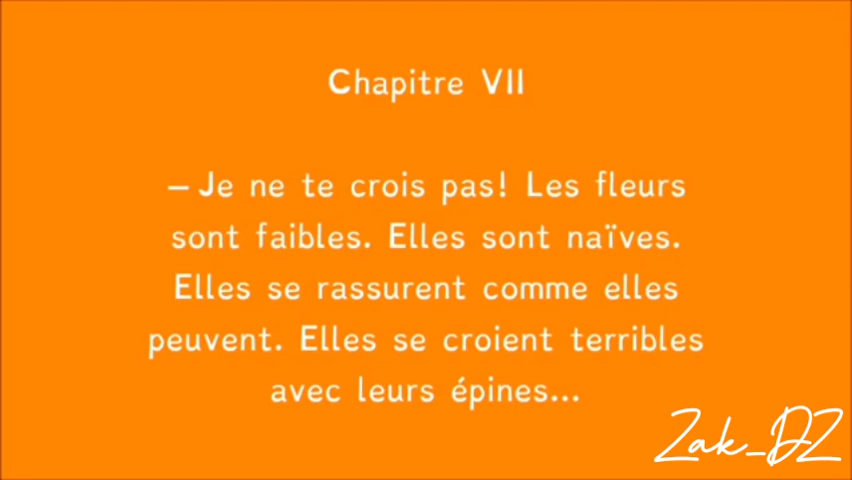 Chapitre VII
– Je ne te crois pas! Les fleurs
sont faibles. Elles sont naïves.
Elles se rassurent comme elles
peuvent. Elles se croient terribles
avec leurs épines...
Zak_DZ